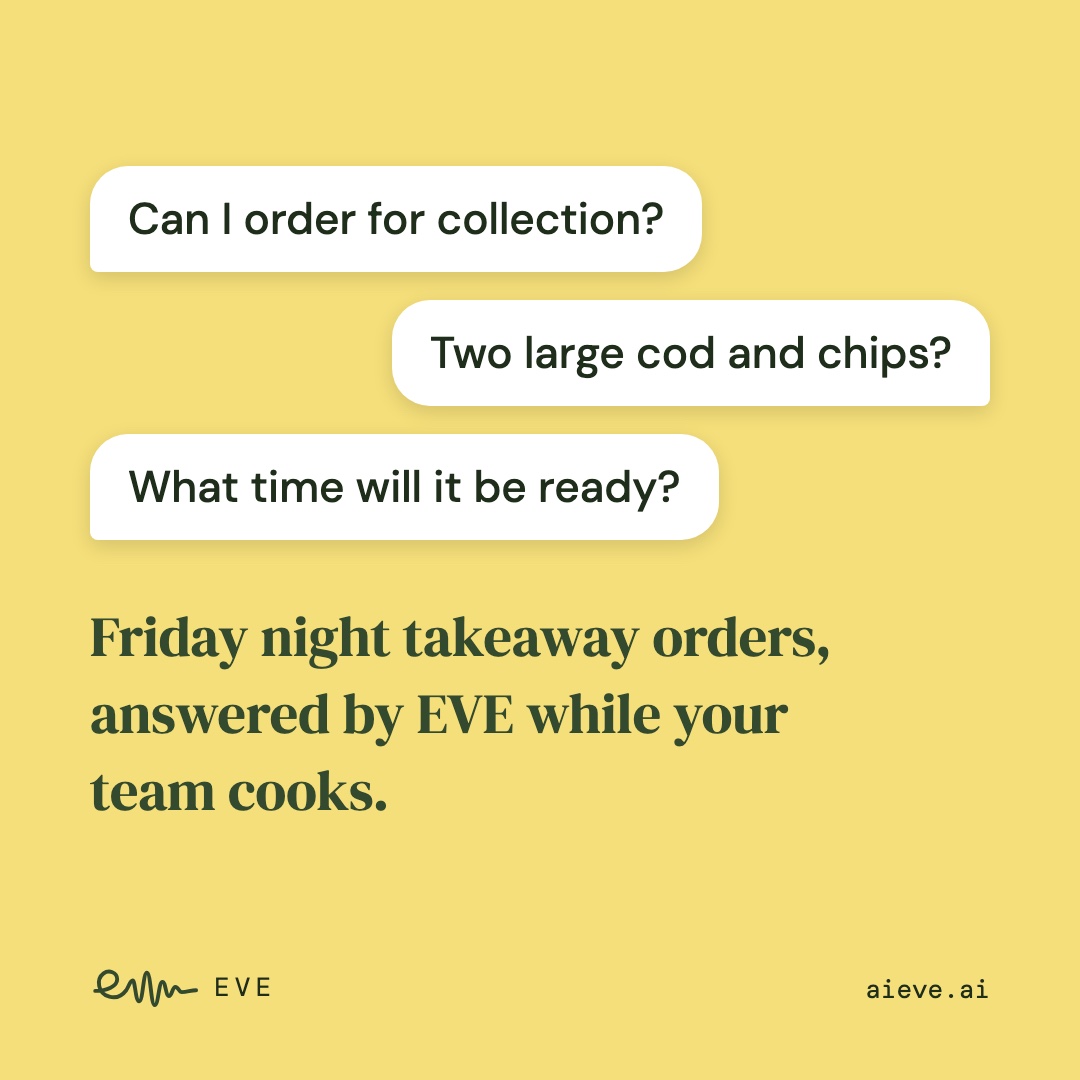 Can I order for collection?
Two large cod and chips?
What time will it be ready?
Friday night takeaway orders,
answered by EVE while your
team cooks.
EVE
aieve.ai